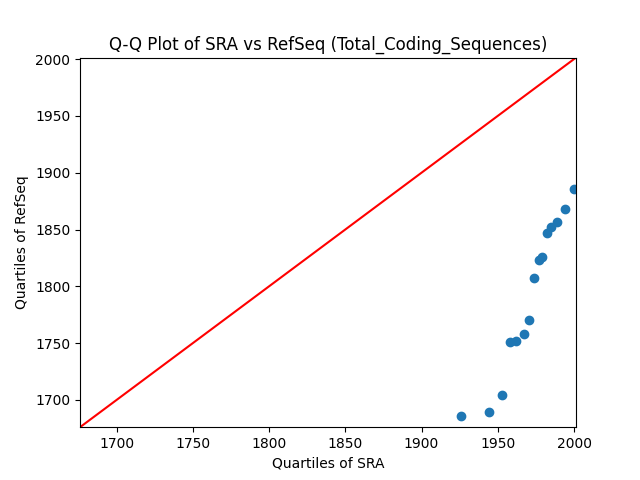 Q-Q Plot of SRA vs RefSeq (Total_Coding_Sequences)
2000
1950
1900
1850
1800
1750
1700
Quartiles of RefSeq
1700 1750 1800 1850 1900 1950 2000
Quartiles of SRA